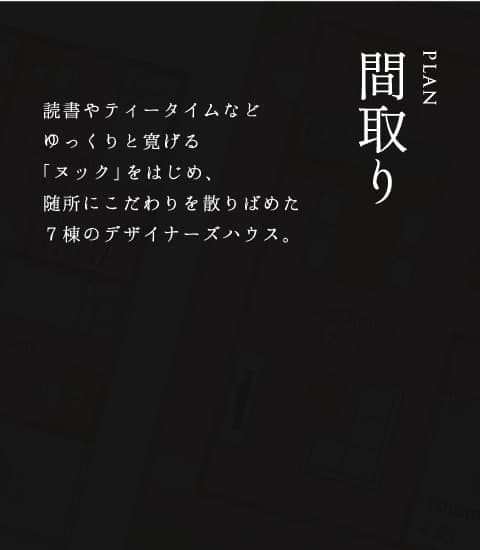 PLAN
間取り
読書やティータイムなど
ゆっくりと寛げる
「ヌック」をはじめ、
随所にこだわりを散りばめた
７棟のデザイナーズハウス。